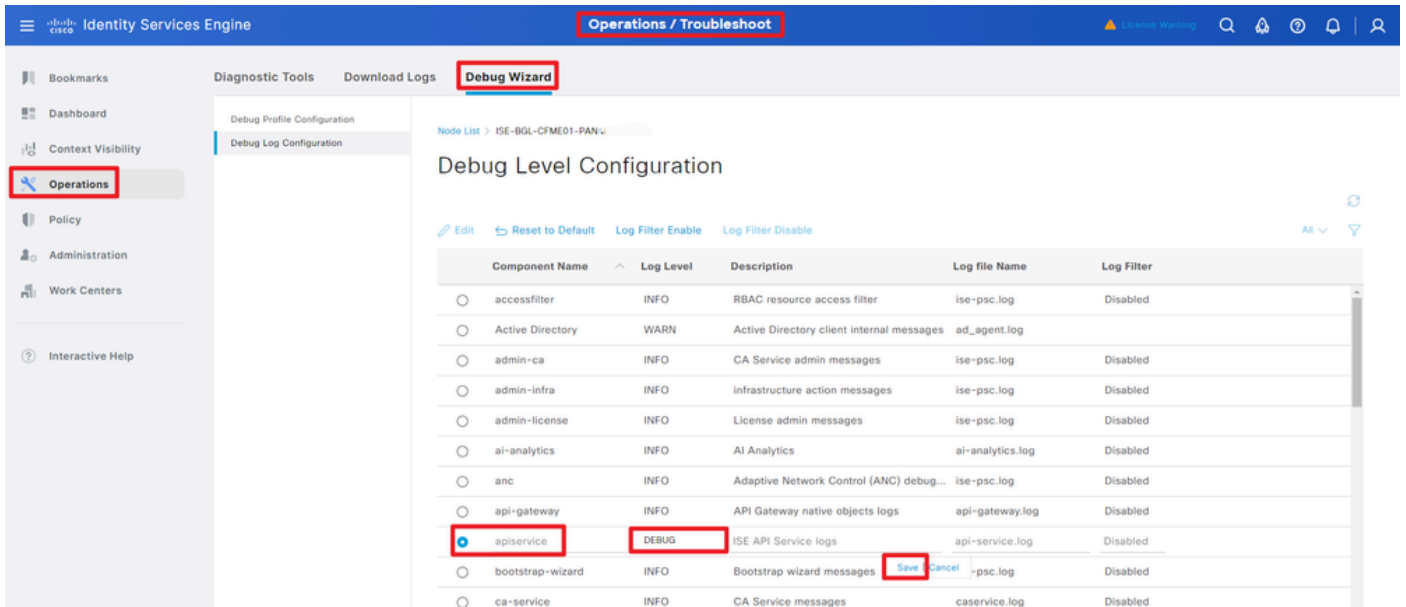 cisco Identity Services Engine
Operations / Troubleshoot
License Warning
Bookmarks
Dashboard
Context Visibility
Operations
Policy
Administration
Work Centers
Interactive Help
Diagnostic Tools Download Logs Debug Wizard
Debug Profile Configuration
Debug Log Configuration
Node List > ISE-BGL-CFME01-PAN
Debug Level Configuration
Edit Reset to Default Log Filter Enable Log Filter Disable All
Component Name Log Level Description Log file Name Log Filter
accessfilter INFO RBAC resource access filter ise-psc.log Disabled
Active Directory WARN Active Directory client internal messages ad_agent.log
admin-ca INFO CA Service admin messages ise-psc.log Disabled
admin-infra INFO infrastructure action messages ise-psc.log Disabled
admin-license INFO License admin messages ise-psc.log Disabled
ai-analytics INFO AI Analytics ai-analytics.log Disabled
anc INFO Adaptive Network Control (ANC) debug... ise-psc.log Disabled
api-gateway INFO API Gateway native objects logs api-gateway.log Disabled
apiservice DEBUG ISE API Service logs api-service.log Disabled
Save | Cancel
bootstrap-wizard INFO Bootstrap wizard messages -psc.log Disabled
ca-service INFO CA Service messages caservice.log Disabled